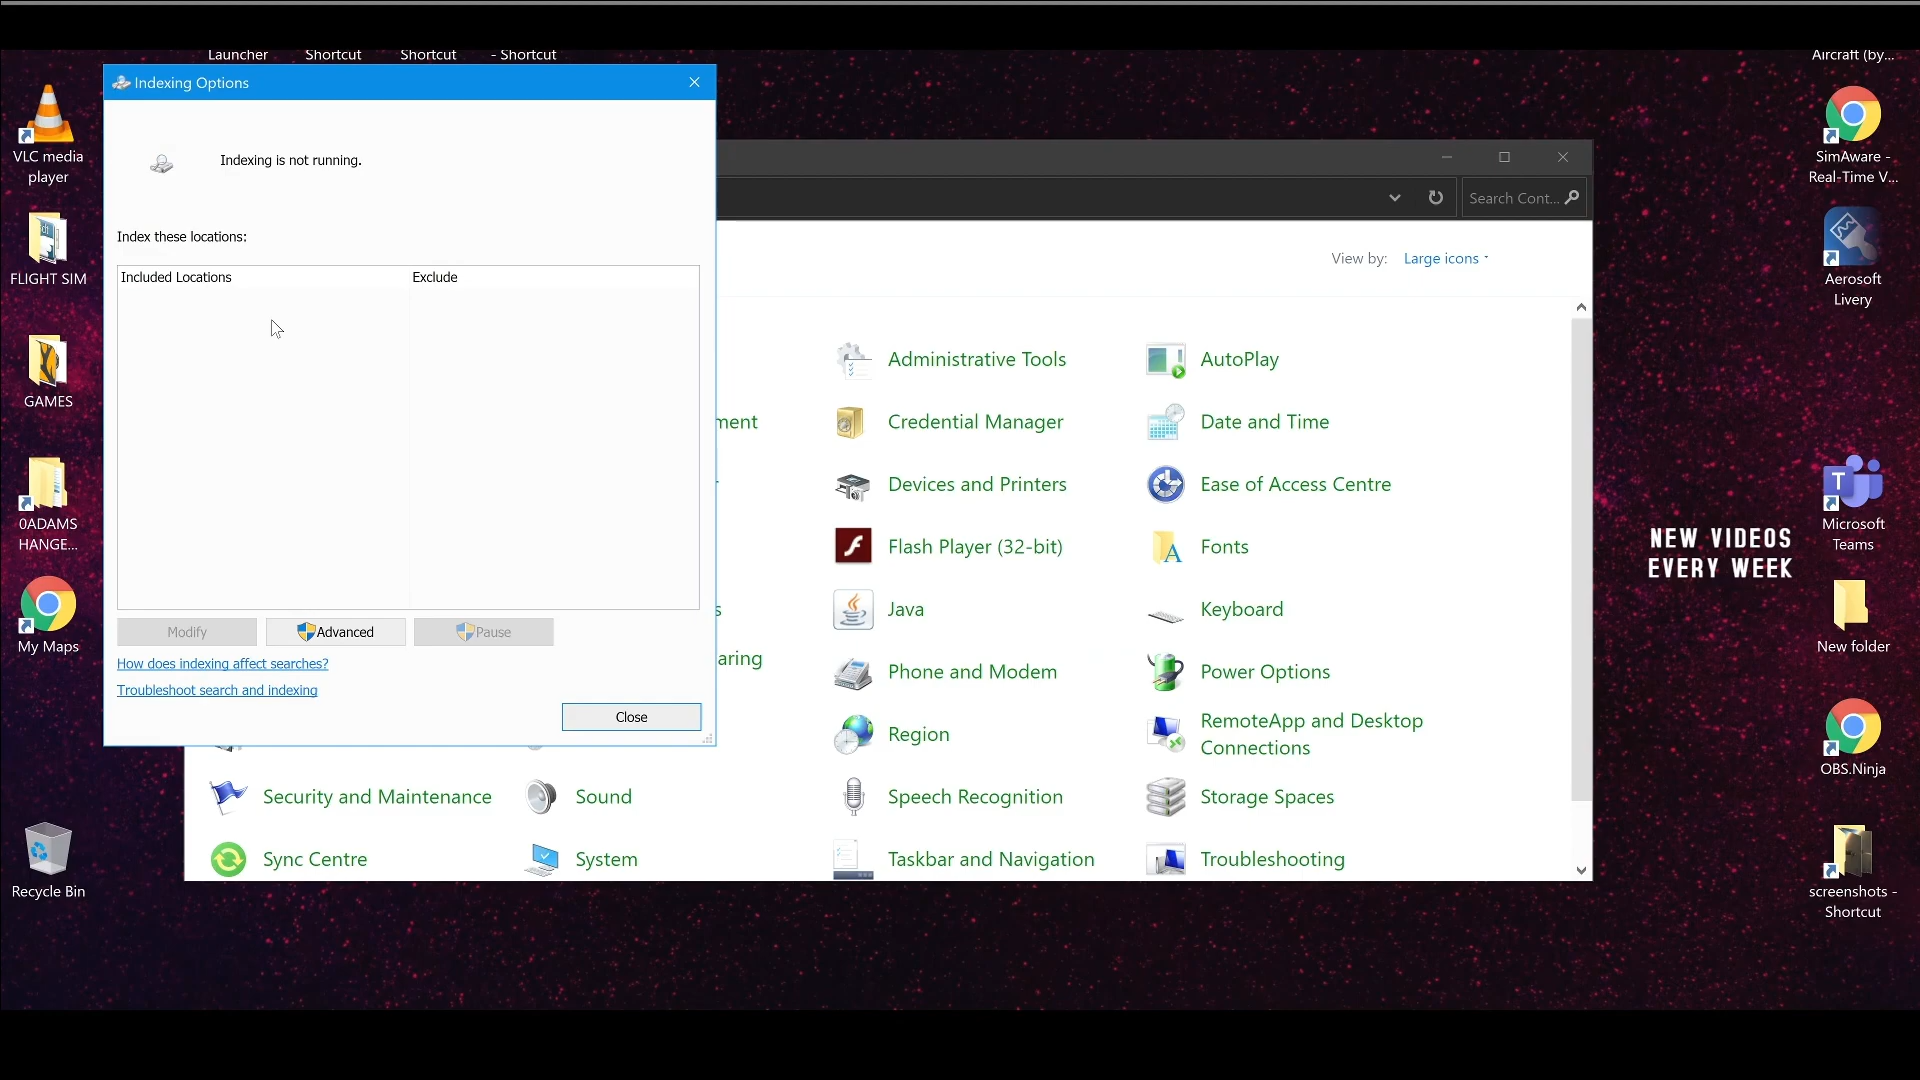 Launcher
Shortcut
Shortcut
- Shortcut
Aircraft (by...
Indexing Options
Indexing is not running.
Index these locations:
Included Locations
Exclude
Modify
Advanced
Pause
How does indexing affect searches?
Troubleshoot search and indexing
Close
VLC media
player
FLIGHT SIM
GAMES
0ADAMS
HANGE...
My Maps
Recycle Bin
Search Cont...
View by:
Large icons
Administrative Tools
AutoPlay
ment
Credential Manager
Date and Time
Devices and Printers
Ease of Access Centre
Flash Player (32-bit)
Fonts
s
Java
Keyboard
aring
Phone and Modem
Power Options
Region
RemoteApp and Desktop
Connections
Security and Maintenance
Sound
Speech Recognition
Storage Spaces
Sync Centre
System
Taskbar and Navigation
Troubleshooting
SimAware -
Real-Time V...
Aerosoft
Livery
Microsoft
Teams
NEW VIDEOS
EVERY WEEK
New folder
OBS.Ninja
screenshots -
Shortcut